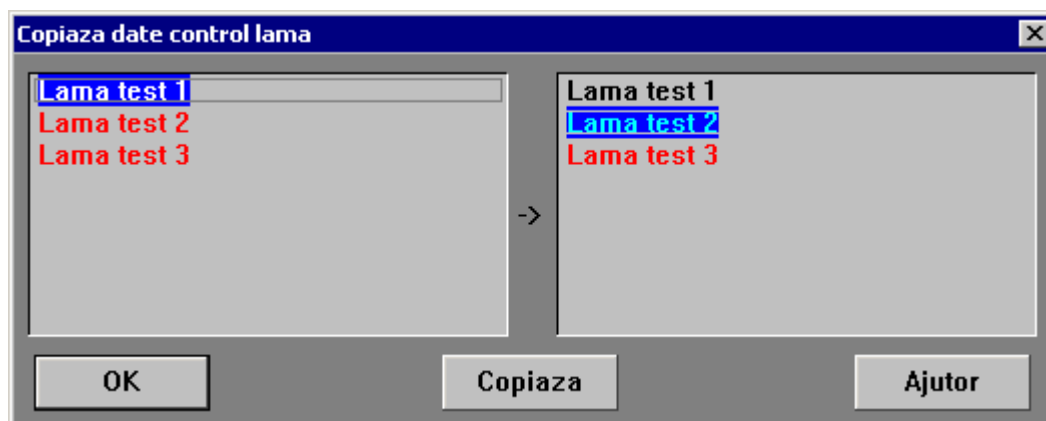 Copiaza date control lama
Lama test 1
Lama test 2
Lama test 3
->
Lama test 1
Lama test 2
Lama test 3
OK
Copiaza
Ajutor